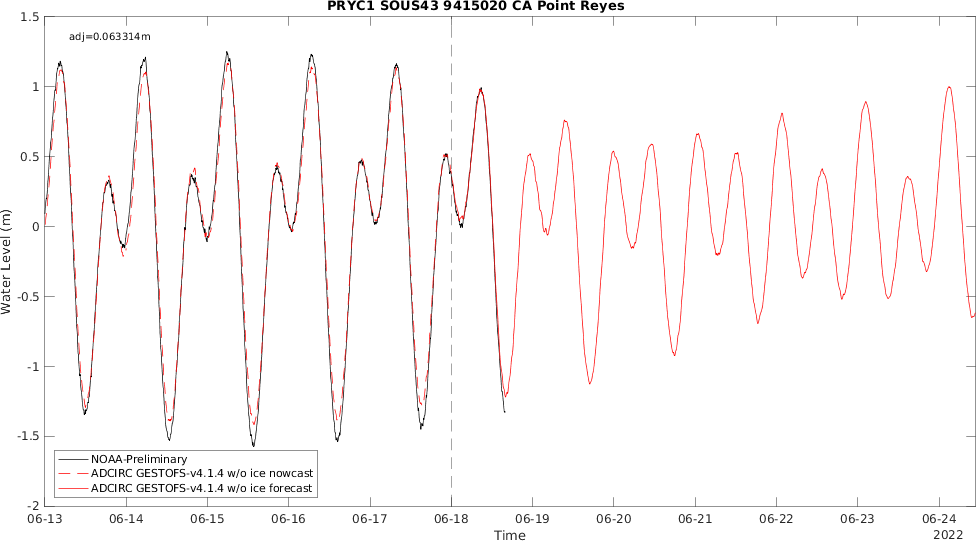 PRYC1 SOUS43 9415020 CA Point Reyes
adj=0.063314m
Water Level (m)
1.5
1
0.5
0
-0.5
-1
-1.5
-2
NOAA-Preliminary
ADCIRC GESTOFS-v4.1.4 w/o ice nowcast
ADCIRC GESTOFS-v4.1.4 w/o ice forecast
06-13 06-14 06-15 06-16 06-17 06-18 06-19 06-20 06-21 06-22 06-23 06-24
Time
2022